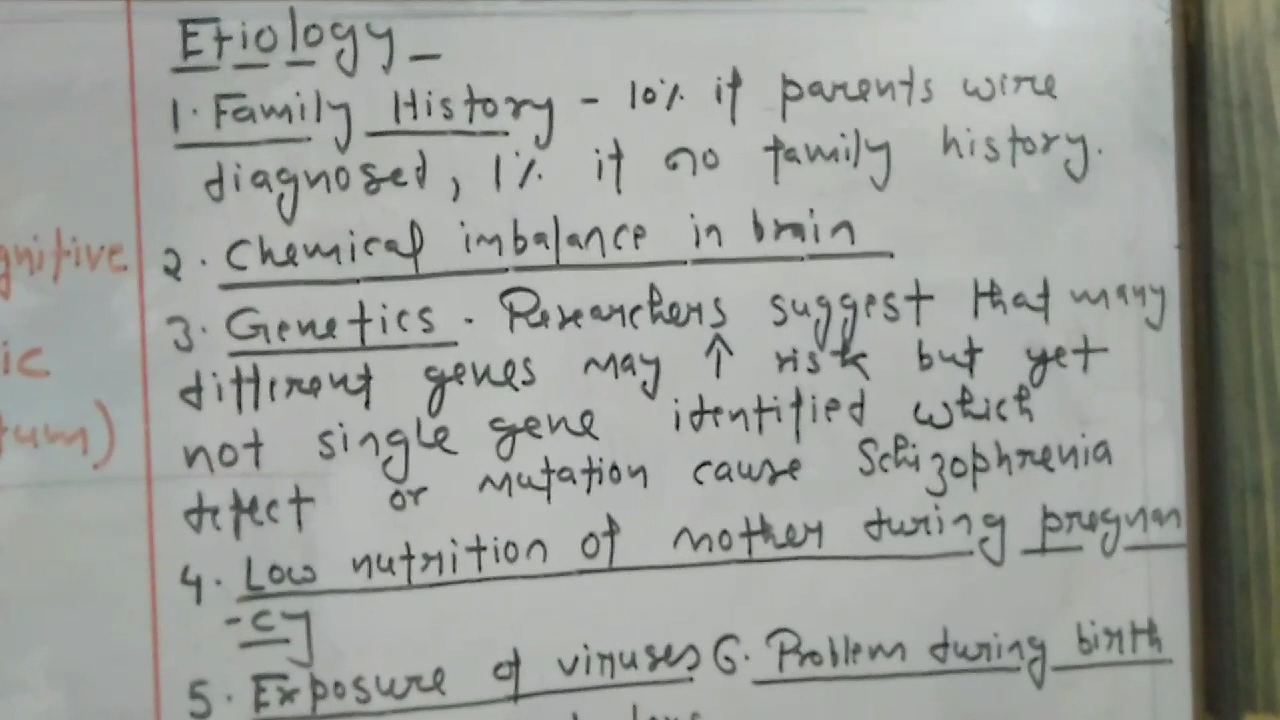 Etiology -
1. Family History - 10% if parents wire
diagnosed, 1% if no family history.
gnitive
2. Chemical imbalance in brain
3. Genetics. Researchers suggest that many
ic
different genes may ↑ risk but yet
tum)
not single gene identified which
defect or mutation cause Schizophrenia
4. Low nutrition of mother during pregnan
-cy
5. Exposure of viruses 6. Problem during birth